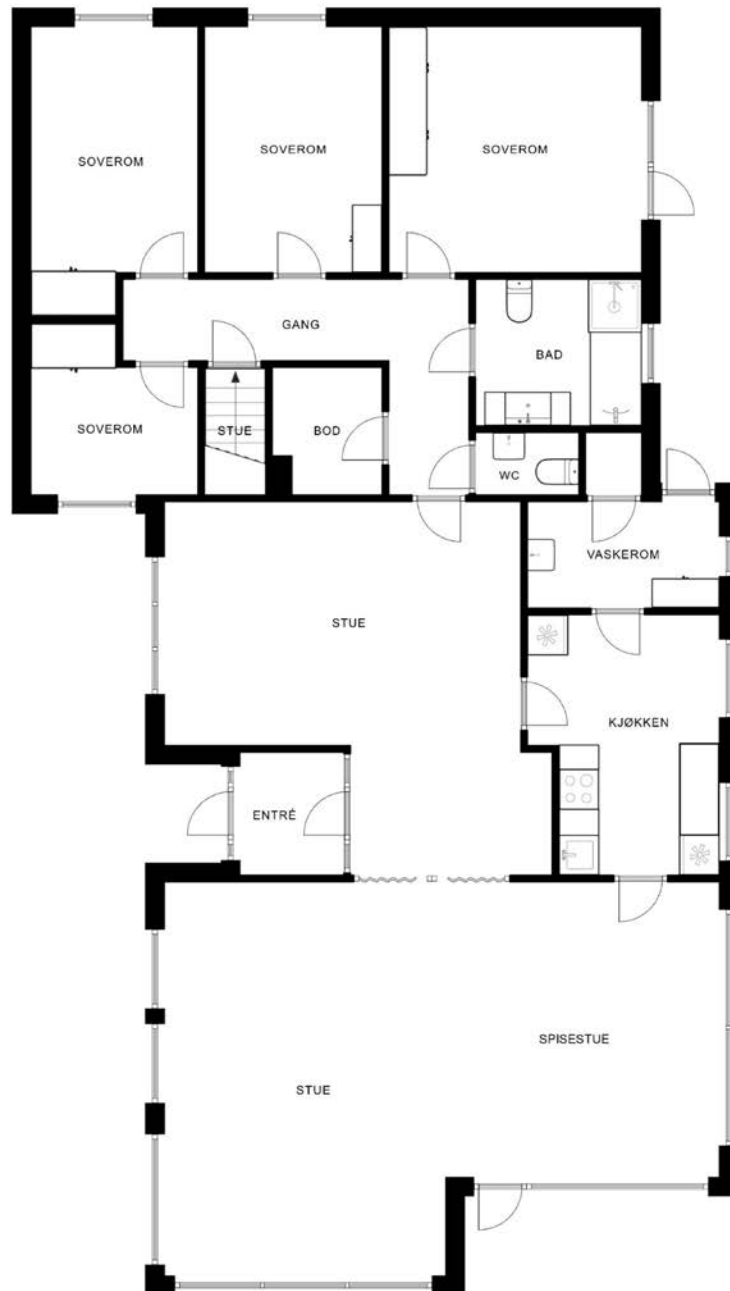 SOVEROM
SOVEROM
SOVEROM
GANG
BAD
SOVEROM
STUE
BOD
WC
VASKEROM
STUE
KJØKKEN
ENTRÉ
SPISESTUE
STUE